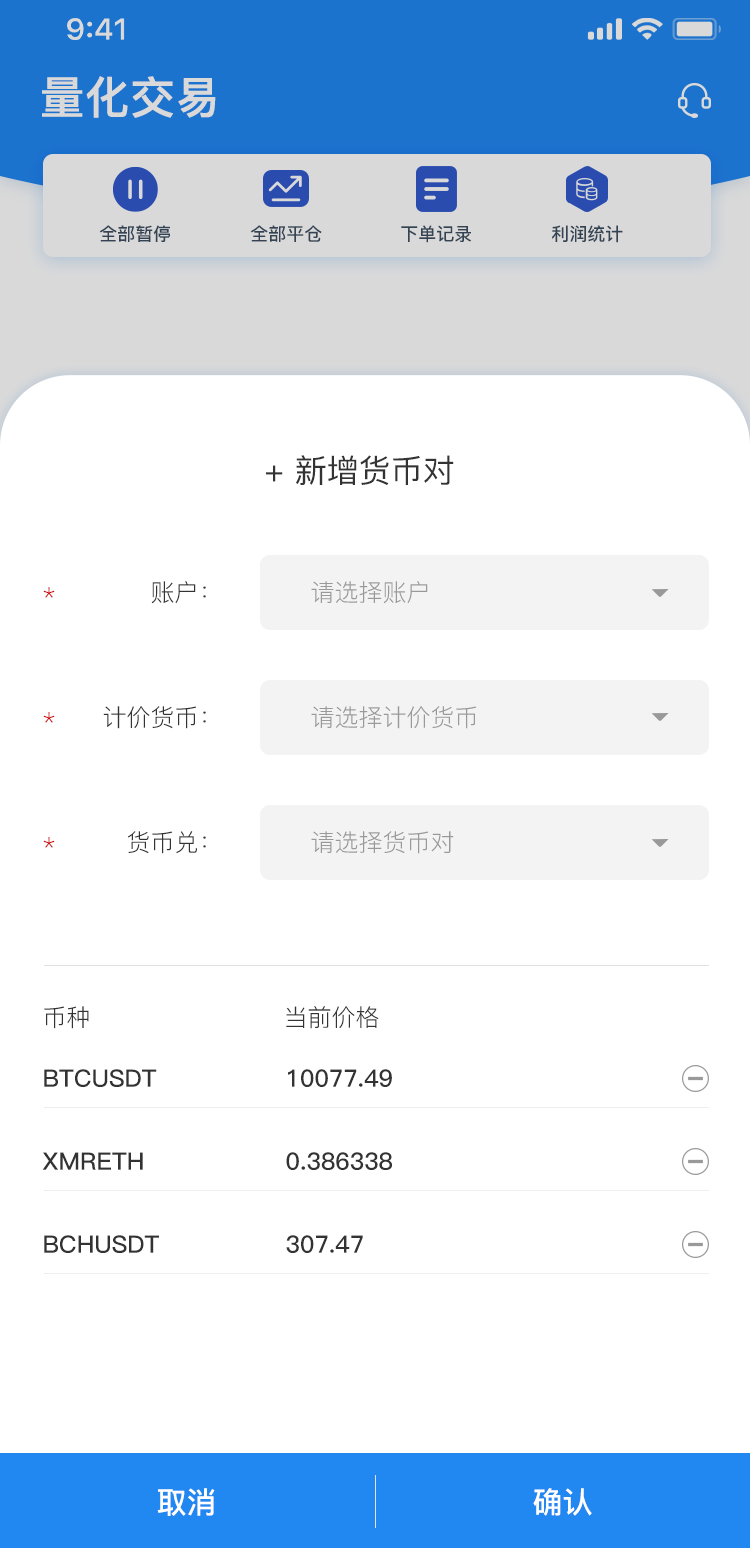 9:41
量化交易
全部暂停 全部平仓 下单记录 利润统计
+ 新增货币对
* 账户: 请选择账户
* 计价货币: 请选择计价货币
* 货币兑: 请选择货币对
币种 当前价格
BTCUSDT 10077.49
XMRETH 0.386338
BCHUSDT 307.47
取消 确认